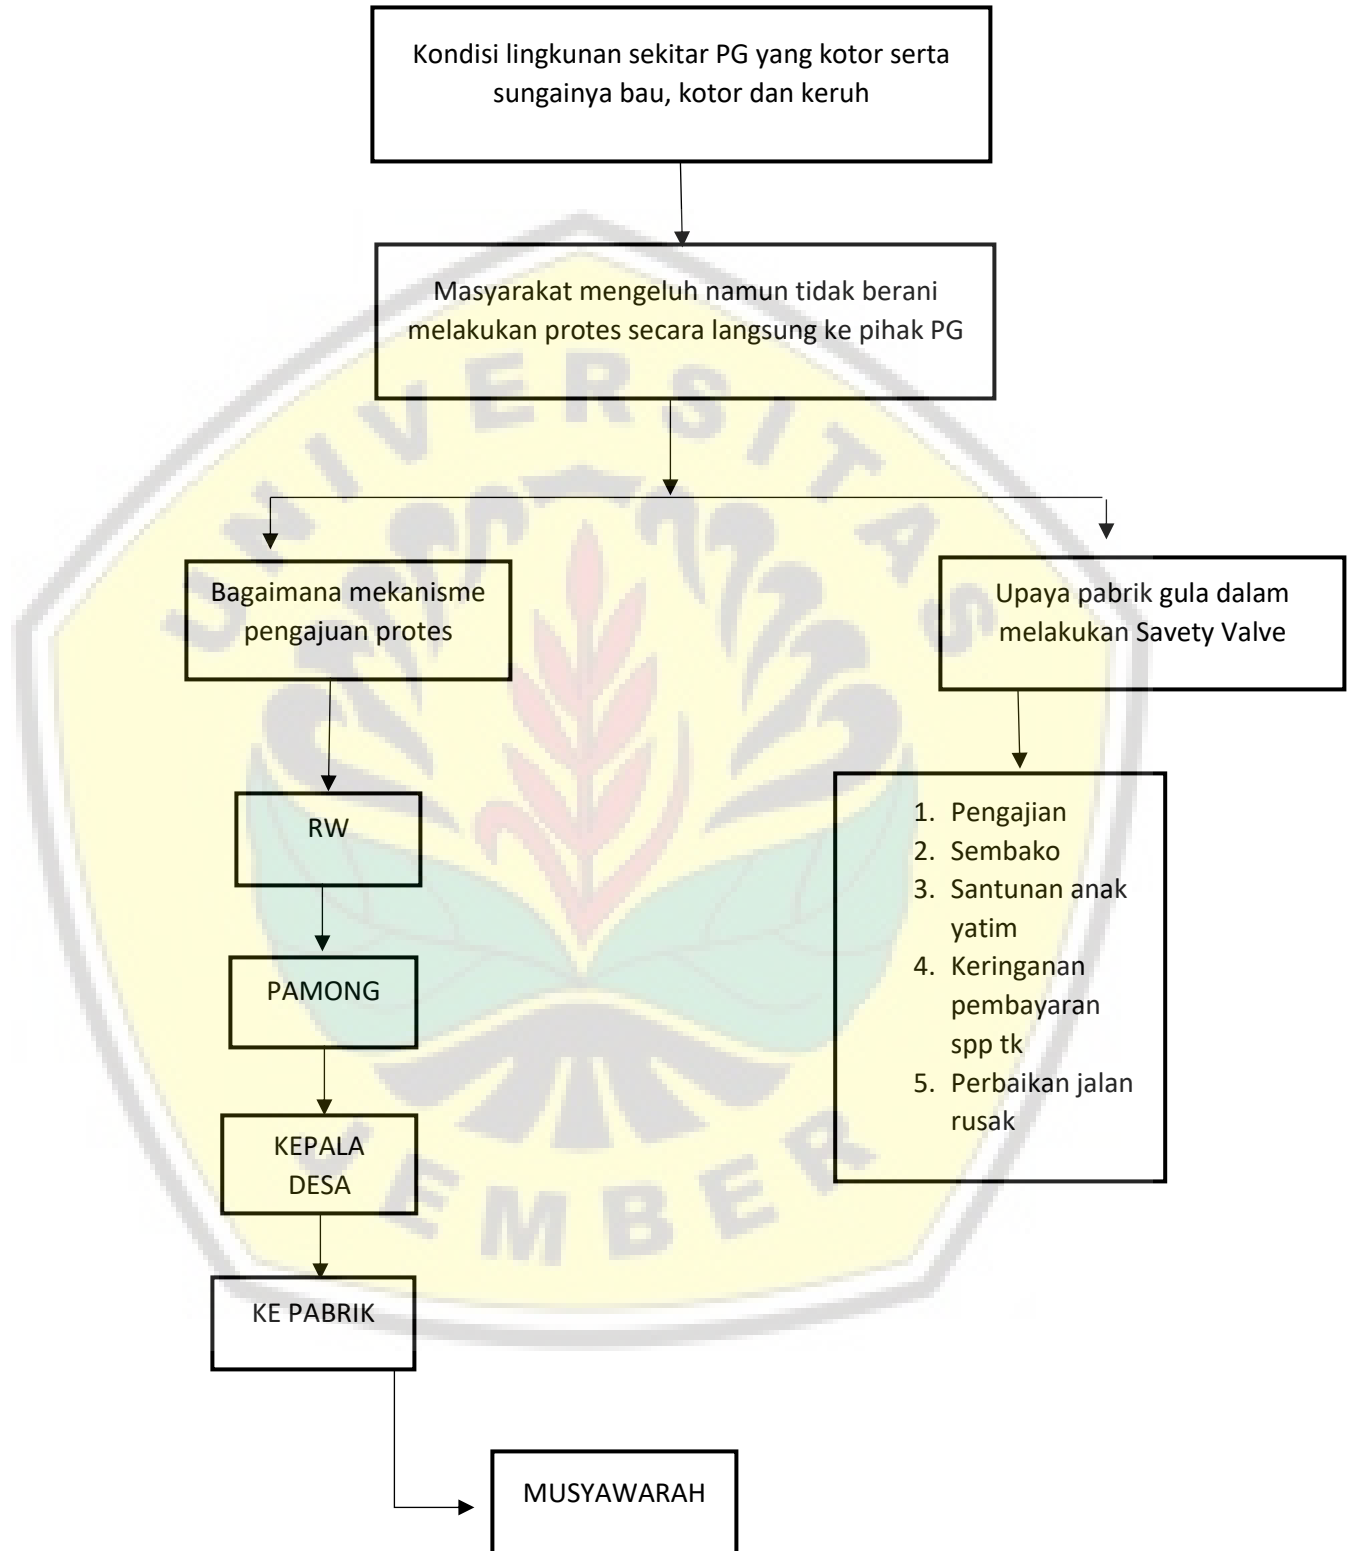 Kondisi lingkunan sekitar PG yang kotor serta
sungainya bau, kotor dan keruh
Masyarakat mengeluh namun tidak berani
melakukan protes secara langsung ke pihak PG
UNIVERSITAS
Bagaimana mekanisme
pengajuan protes
RW
PAMONG
KEPALA
DESA
KE PABRIK
MUSYAWARAH
Upaya pabrik gula dalam
melakukan Savety Valve
1. Pengajian
2. Sembako
3. Santunan anak
yatim
4. Keringanan
pembayaran
spp tk
5. Perbaikan jalan
rusak
JEMBER